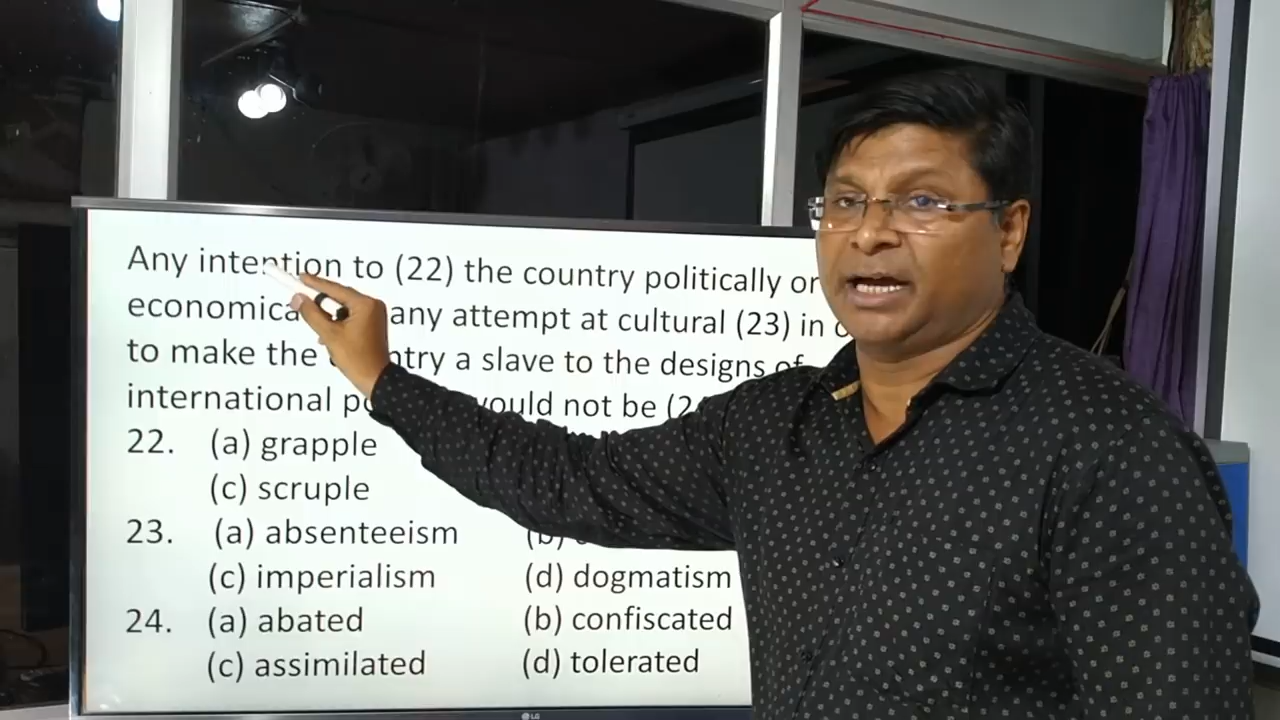 Any intention to (22) the country politically or
economica any attempt at cultural (23) in
to make the a slave to the designs of
international would not be
22. (a) grapple
(c) scruple
23. (a) absenteeism (b)
(c) imperialism (d) dogmatism
24. (a) abated (b) confiscated
(c) assimilated (d) tolerated
LG